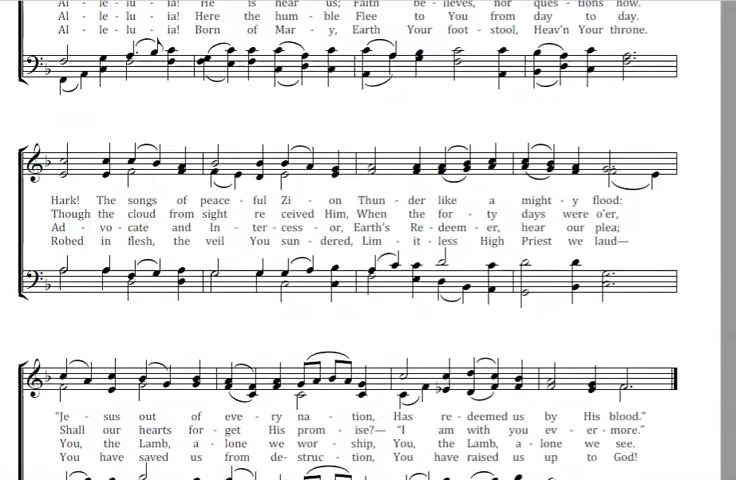 Al - le - lu - ia! He is near us; Faith be - lieves, nor ques - tions how.
Al - le - lu - ia! Here the hum - ble Flee to You from day to day.
Al - le - lu - ia! Born of Mar - y, Earth Your foot - stool, Heav'n Your throne.
Hark! The songs of peace - ful Zi - on Thun - der like a might - y flood:
Though the cloud from sight re ceived Him, When the for - ty days were o'er,
Ad - vo - cate and In - ter - cess - or, Earth's Re - deem - er, hear our plea;
Robed in flesh, the veil You sun - dered, Lim - it - less High Priest we laud—
"Je - sus out of eve - ry na - tion, Has re - deemed us by His blood."
Shall our hearts for - get His prom - ise?— "I am with you ev - er - more."
You, the Lamb, a - lone we wor - ship, You, the Lamb, a - lone we see.
You have saved us from de- struc - tion, You have raised us up to God!